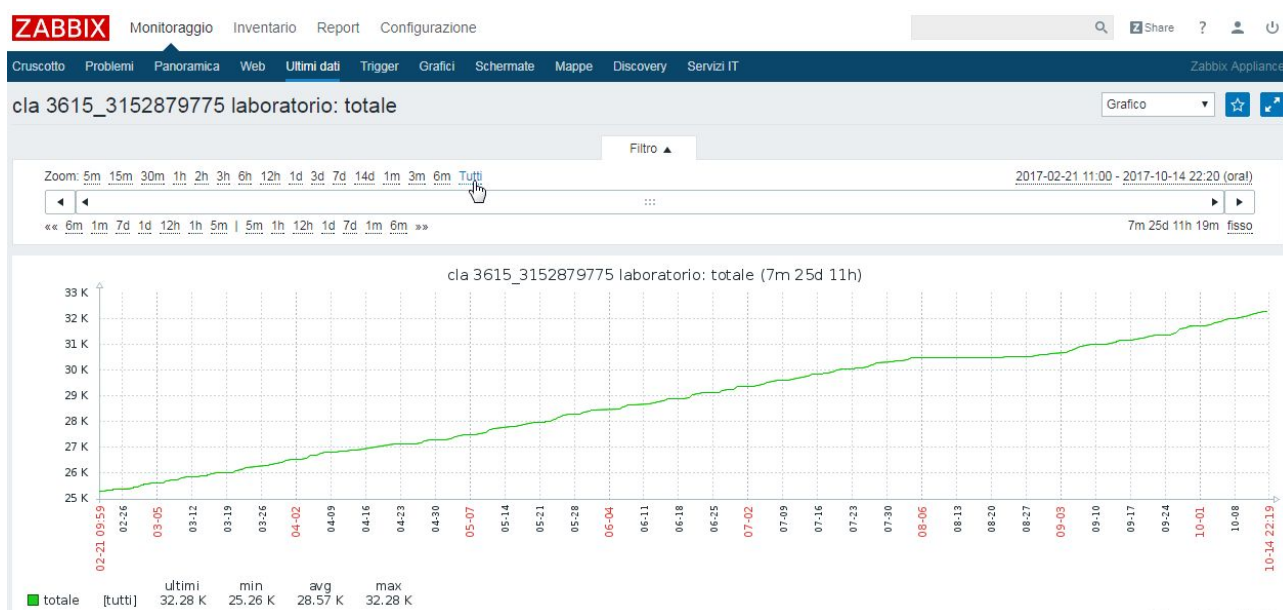 ZABBIX Monitoraggio Inventario Report Configurazione Z Share ?
Cruscotto Problemi Panoramica Web Ultimi dati Trigger Grafici Schermate Mappe Discovery Servizi IT Zabbix Appliance
cla 3615_3152879775 laboratorio: totale Grafico
Filtro ▲
Zoom: 5m 15m 30m 1h 2h 3h 6h 12h 1d 3d 7d 14d 1m 3m 6m Tutti 2017-02-21 11:00 - 2017-10-14 22:20 (ora!)
«« 6m 1m 7d 1d 12h 1h 5m | 5m 1h 12h 1d 7d 1m 6m »» 7m 25d 11h 19m fisso
cla 3615_3152879775 laboratorio: totale (7m 25d 11h)
33 K
32 K
31 K
30 K
29 K
28 K
27 K
26 K
25 K
02-21 09:59 02-26 03-05 03-12 03-19 03-26 04-02 04-09 04-16 04-23 04-30 05-07 05-14 05-21 05-28 06-04 06-11 06-18 06-25 07-02 07-09 07-16 07-23 07-30 08-06 08-13 08-20 08-27 09-03 09-10 09-17 09-24 10-01 10-08 10-14 22:19
ultimi min avg max
totale [tutti] 32.28 K 25.26 K 28.57 K 32.28 K